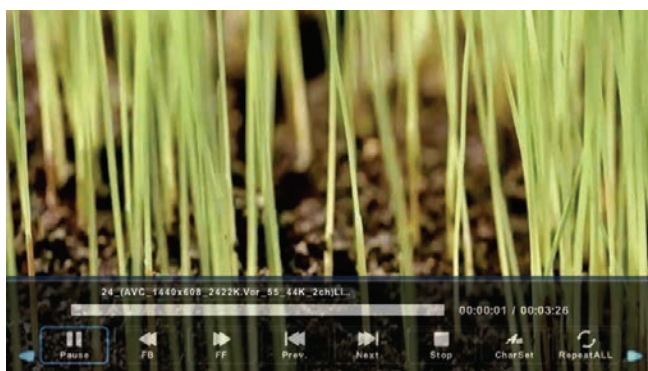 24_(AVC_1440x608_2422K.Vor_55_44K_2ch)LI...
00:00:01 / 00:03:26
Pause FB FF Prev. Next Stop CharSet RepeatALL